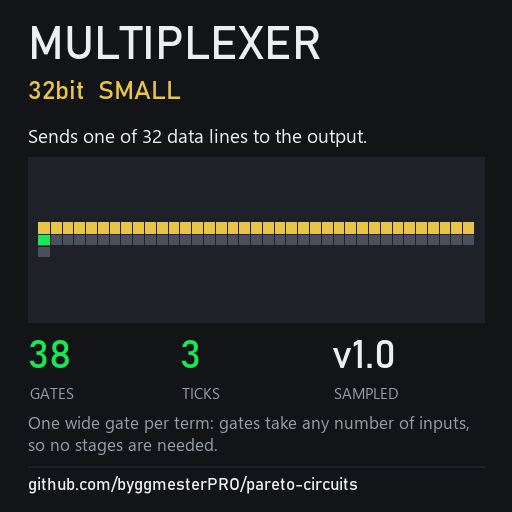 MULTIPLEXER
32bit SMALL
Sends one of 32 data lines to the output.
38 3 v1.0
GATES TICKS SAMPLED
One wide gate per term: gates take any number of inputs,
so no stages are needed.
github.com/byggmesterPRO/pareto-circuits